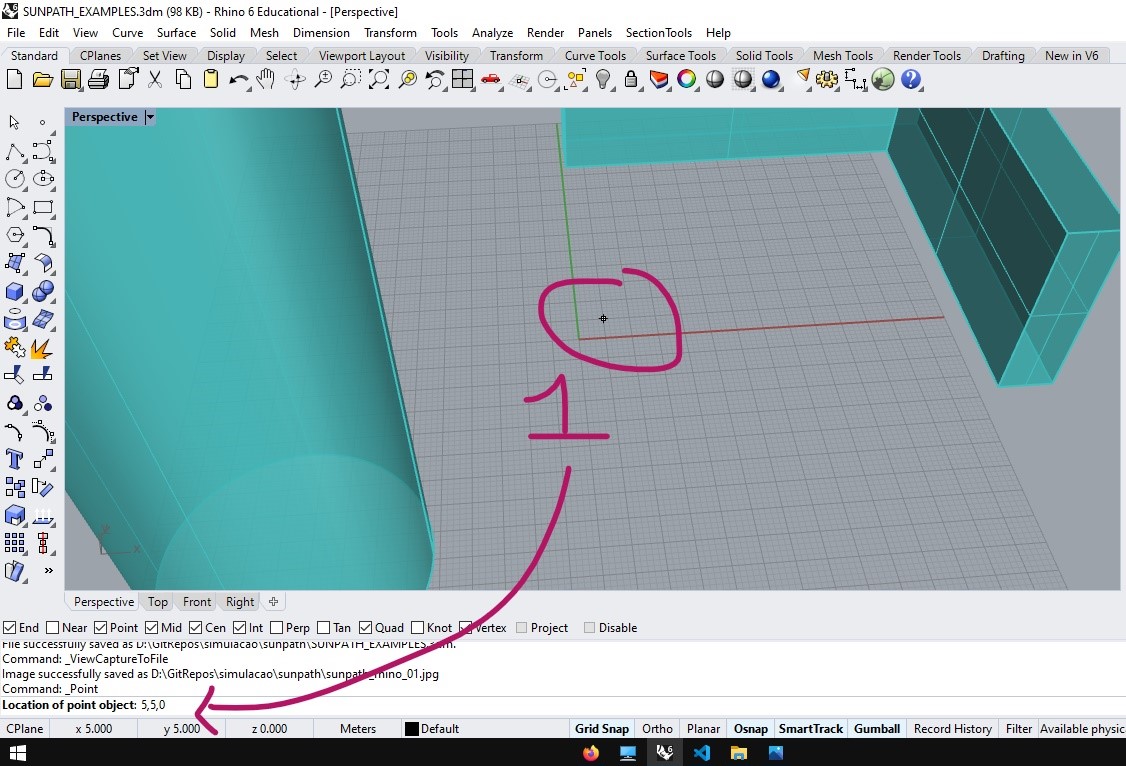 SUNPATH_EXAMPLES.3dm (98 KB) - Rhino 6 Educational - [Perspective]
File Edit View Curve Surface Solid Mesh Dimension Transform Tools Analyze Render Panels SectionTools Help
Standard CPlanes Set View Display Select Viewport Layout Visibility Transform Curve Tools Surface Tools Solid Tools Mesh Tools Render Tools Drafting New in V6
Perspective
1
z
x
Perspective Top Front Right
End Near Point Mid Cen Int Perp Tan Quad Knot Vertex Project Disable
File successfully saved as D:\GitRepos\simulacao\sunpath\SUNPATH_EXAMPLES.3dm.
Command: _ViewCaptureToFile
Image successfully saved as D:\GitRepos\simulacao\sunpath\sunpath_rhino_01.jpg
Command: _Point
Location of point object: 5,5,0
CPlane x 5.000 y 5.000 z 0.000 Meters Default Grid Snap Ortho Planar Osnap SmartTrack Gumball Record History Filter Available physic